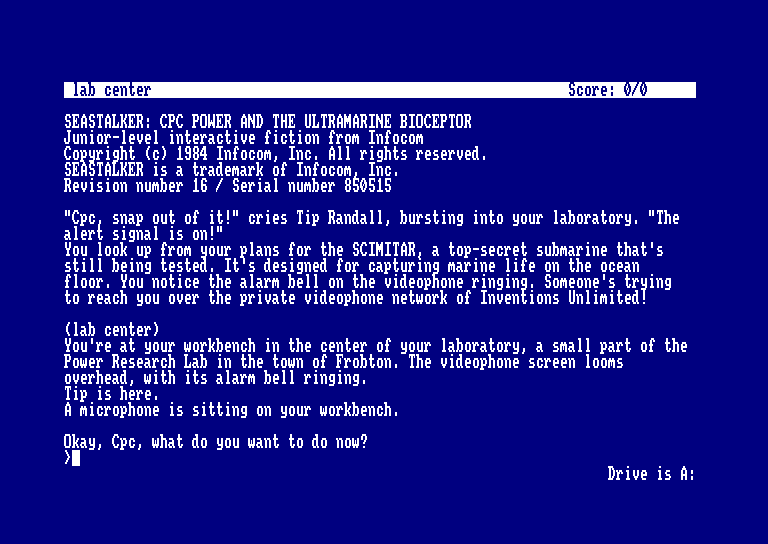 lab center Score: 0/0
SEASTALKER: CPC POWER AND THE ULTRAMARINE BIOCEPTOR
Junior-level interactive fiction from Infocom
Copyright (c) 1984 Infocom, Inc. All rights reserved.
SEASTALKER is a trademark of Infocom, Inc.
Revision number 16 / Serial number 850515
"Cpc, snap out of it!" cries Tip Randall, bursting into your laboratory. "The
alert signal is on!"
You look up from your plans for the SCIMITAR, a top-secret submarine that's
still being tested. It's designed for capturing marine life on the ocean
floor. You notice the alarm bell on the videophone ringing. Someone's trying
to reach you over the private videophone network of Inventions Unlimited!
(lab center)
You're at your workbench in the center of your laboratory, a small part of the
Power Research Lab in the town of Frobton. The videophone screen looms
overhead, with its alarm bell ringing.
Tip is here.
A microphone is sitting on your workbench.
Okay, Cpc, what do you want to do now?
>
Drive is A: